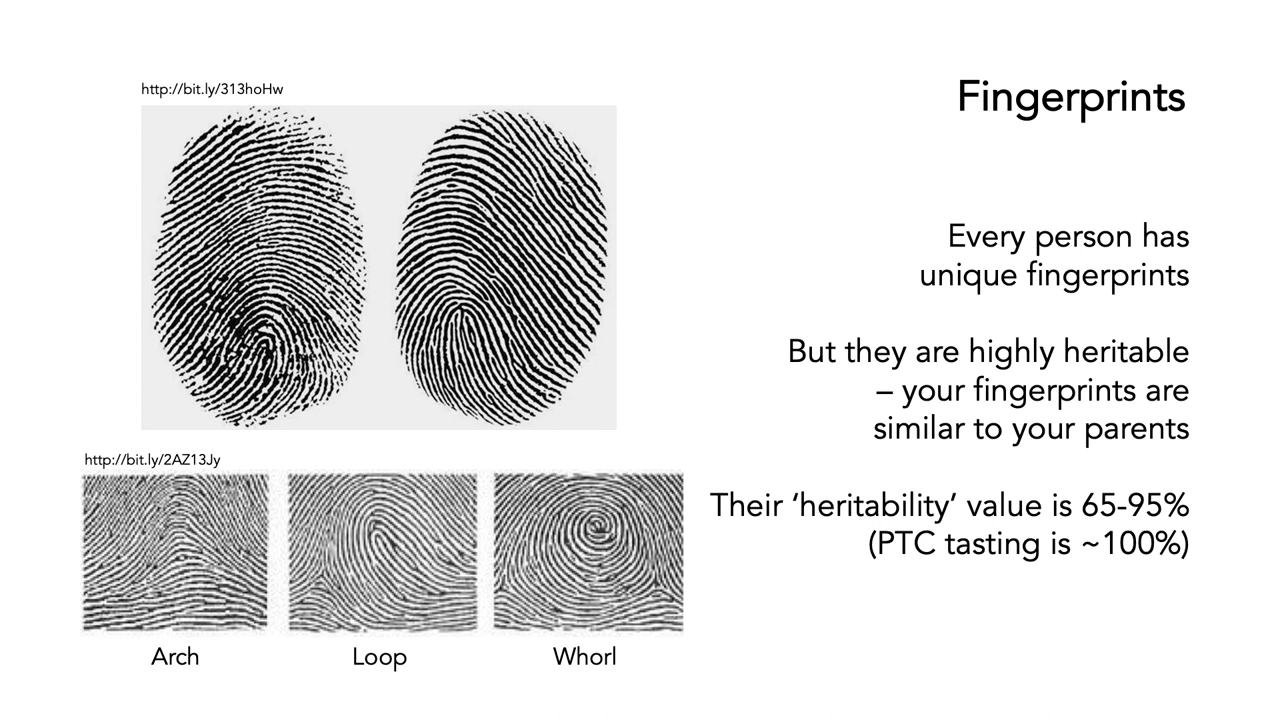 http://bit.ly/313hoHw
Fingerprints
Every person has
unique fingerprints
But they are highly heritable
– your fingerprints are
similar to your parents
http://bit.ly/2AZ13Jy
Their ‘heritability’ value is 65-95%
(PTC tasting is ~100%)
Arch
Loop
Whorl